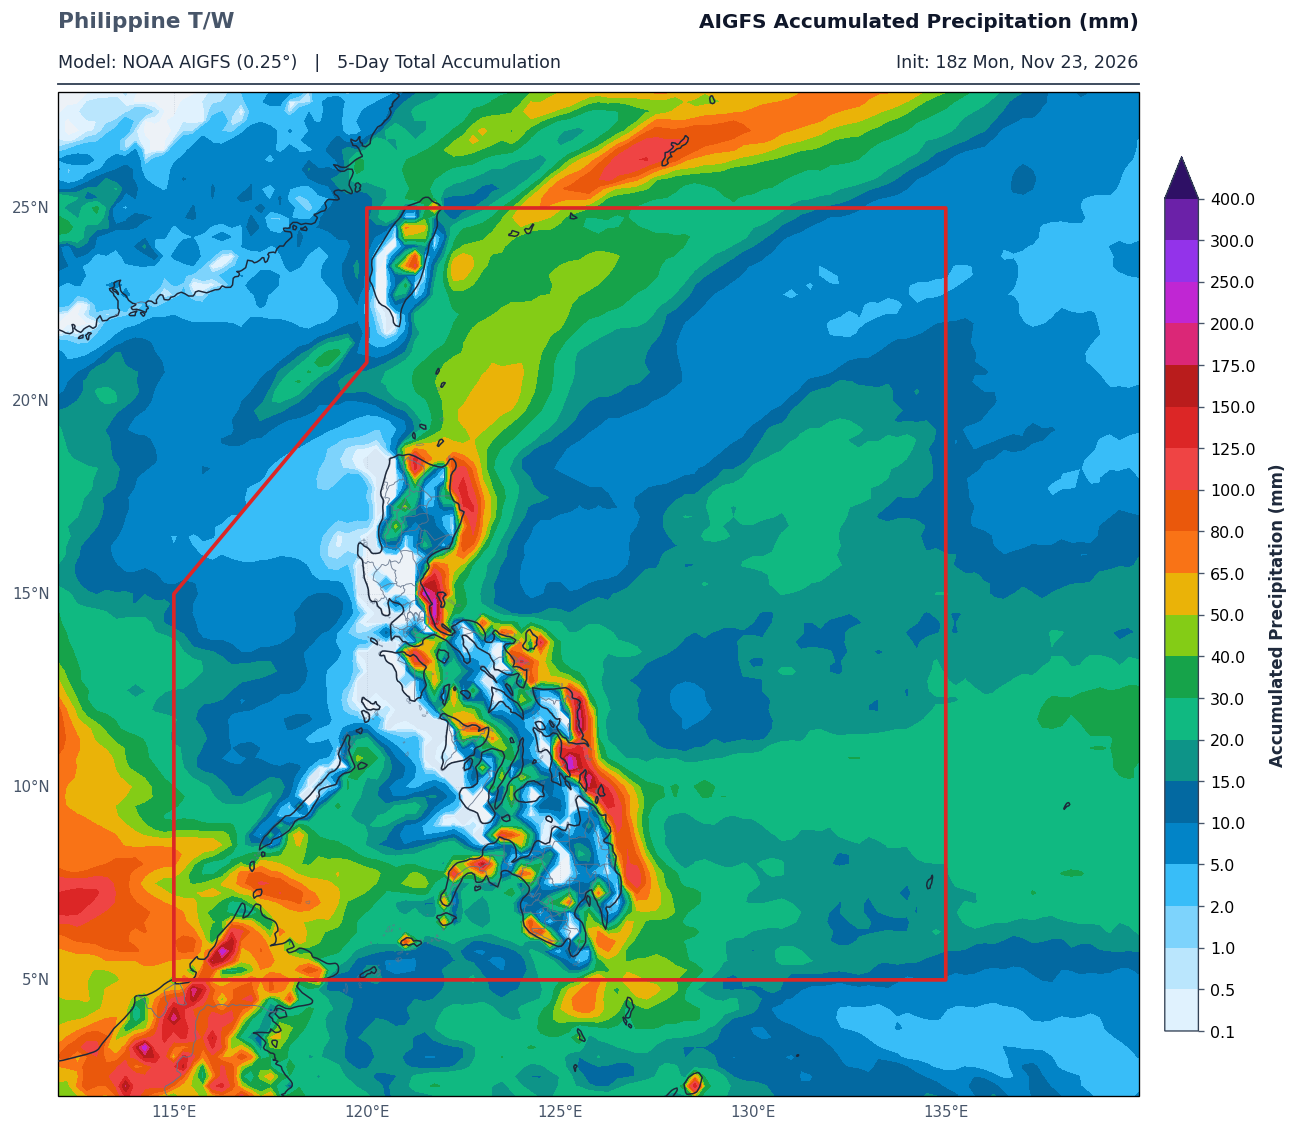 Philippine T/W
AIGFS Accumulated Precipitation (mm)
Model: NOAA AIGFS (0.25°)   |   5-Day Total Accumulation
Init: 18z Mon, Nov 23, 2026
25°N
20°N
15°N
10°N
5°N
115°E
120°E
125°E
130°E
135°E
400.0
300.0
250.0
200.0
175.0
150.0
125.0
100.0
80.0
65.0
50.0
40.0
30.0
20.0
15.0
10.0
5.0
2.0
1.0
0.5
0.1
Accumulated Precipitation (mm)